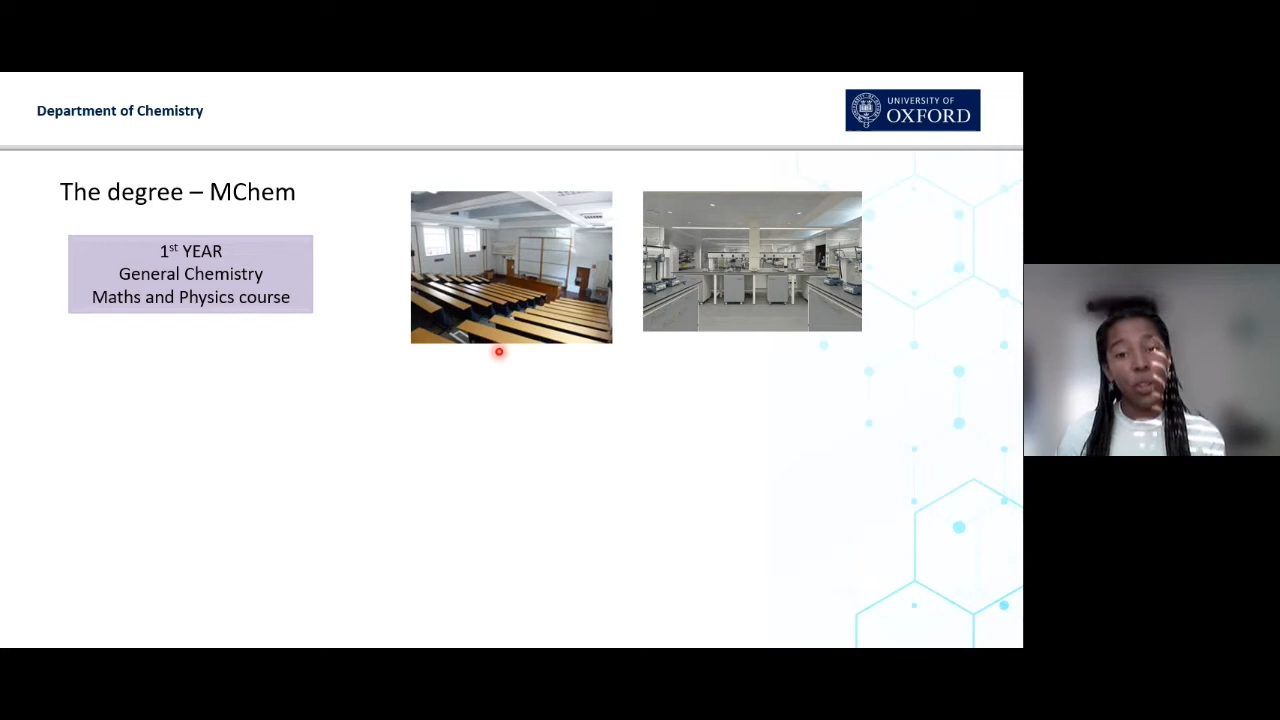 Department of Chemistry
UNIVERSITY OF
OXFORD
The degree – MChem
1st YEAR
General Chemistry
Maths and Physics course